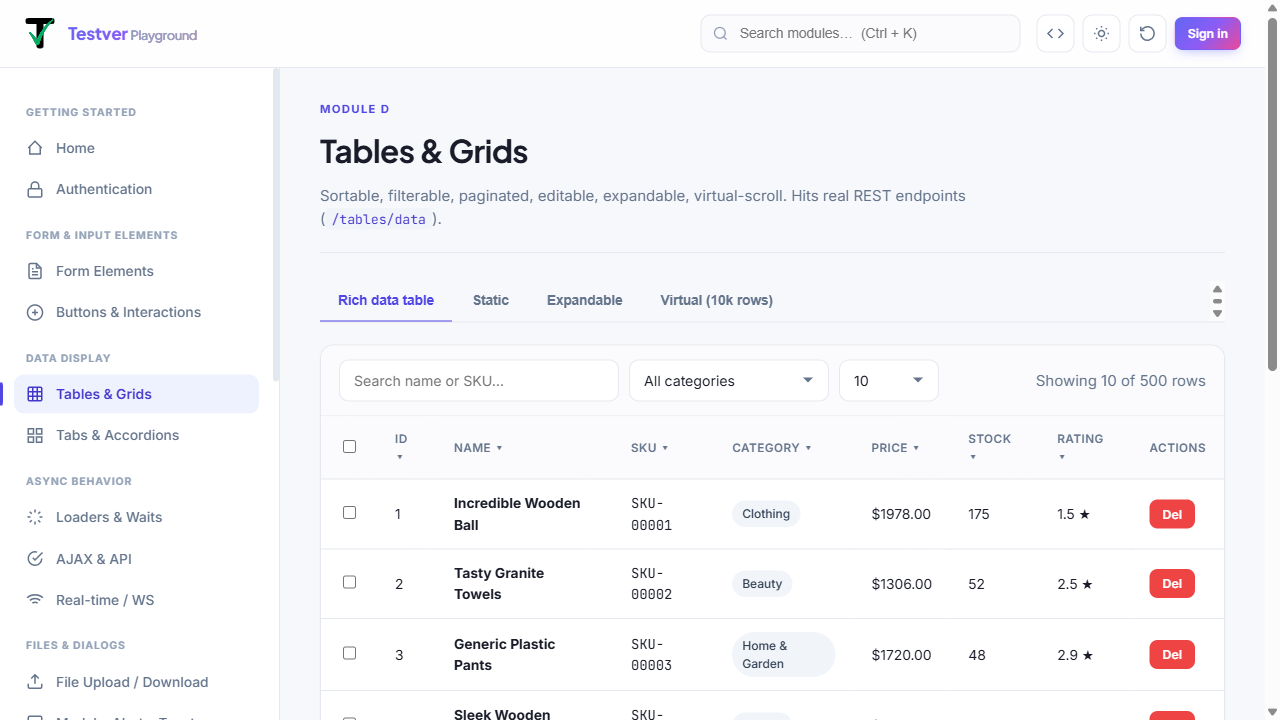 Testver Playground
Search modules… (Ctrl + K)
Sign in
GETTING STARTED
Home
Authentication
FORM & INPUT ELEMENTS
Form Elements
Buttons & Interactions
DATA DISPLAY
Tables & Grids
Tabs & Accordions
ASYNC BEHAVIOR
Loaders & Waits
AJAX & API
Real-time / WS
FILES & DIALOGS
File Upload / Download
MODULE D
Tables & Grids
Sortable, filterable, paginated, editable, expandable, virtual-scroll. Hits real REST endpoints
( /tables/data ).
Rich data table Static Expandable Virtual (10k rows)
Search name or SKU... All categories 10 Showing 10 of 500 rows
ID NAME SKU CATEGORY PRICE STOCK RATING ACTIONS
1 Incredible Wooden Ball SKU-00001 Clothing $1978.00 175 1.5 ★ Del
2 Tasty Granite Towels SKU-00002 Beauty $1306.00 52 2.5 ★ Del
3 Generic Plastic Pants SKU-00003 Home & Garden $1720.00 48 2.9 ★ Del
Sleek Wooden SKU-